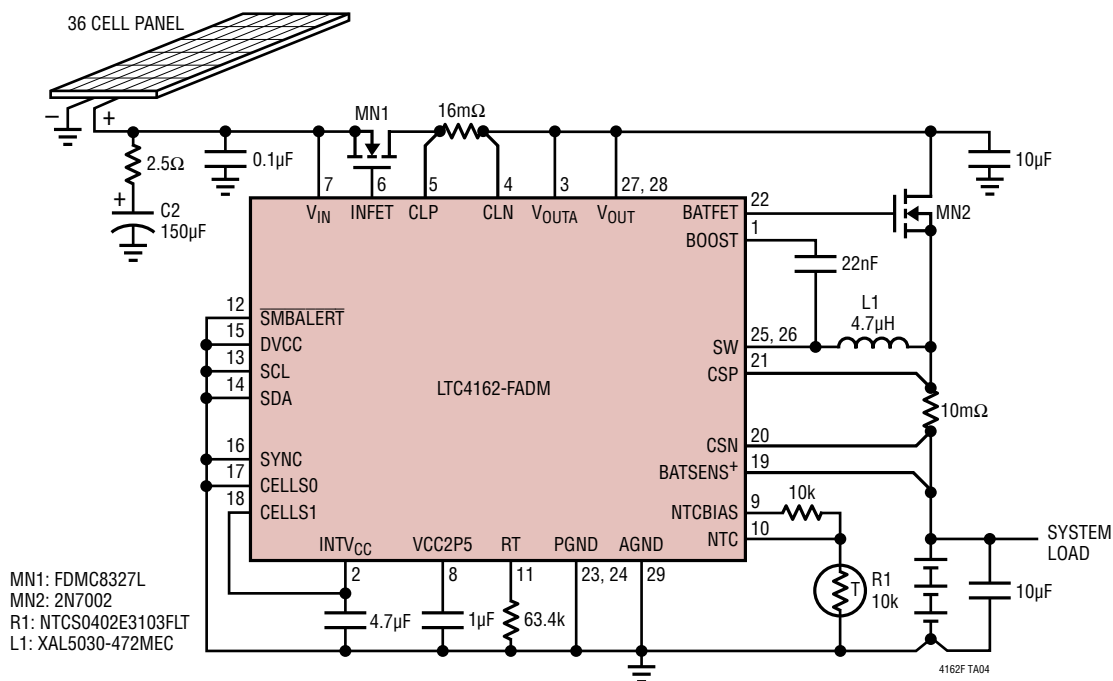 36 CELL PANEL
–
+
MN1
16mΩ
2.5Ω
0.1µF
10µF
+
C2
150µF
7
6
5
4
3
27, 28
VIN
INFET
CLP
CLN
VOUTA
VOUT
BATFET
22
MN2
BOOST
1
22nF
L1
4.7µH
12
SMBALERT
15
DVCC
13
SCL
14
SDA
16
SYNC
17
CELLS0
18
CELLS1
LTC4162-FADM
SW
25, 26
CSP
21
10mΩ
CSN
20
BATSENS+
19
NTCBIAS
9
10k
NTC
10
SYSTEM
LOAD
INTVCC
VCC2P5
RT
PGND
AGND
2
8
11
23, 24
29
4.7µF
1µF
63.4k
T
R1
10k
10µF
MN1: FDMC8327L
MN2: 2N7002
R1: NTCS0402E3103FLT
L1: XAL5030-472MEC
4162F TA04